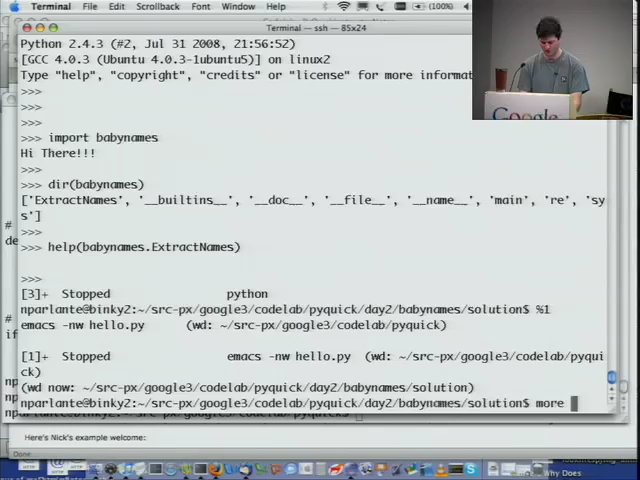 Terminal File Edit Scrollback Font Window Help (100%)
Terminal — ssh — 85x24
Python 2.4.3 (#2, Jul 31 2008, 21:56:52)
[GCC 4.0.3 (Ubuntu 4.0.3-1ubuntu5)] on linux2
Type "help", "copyright", "credits" or "license" for more informat
>>>
>>>
>>>
>>> import babynames
Hi There!!!
>>>
>>> dir(babynames)
['ExtractNames', '__builtins__', '__doc__', '__file__', '__name__', 'main', 're', 'sy
s']
>>>
>>> help(babynames.ExtractNames)
>>>
[3]+ Stopped python
nparlante@binky2:~/src-px/google3/codelab/pyquick/day2/babynames/solution$ %1
emacs -nw hello.py (wd: ~/src-px/google3/codelab/pyquick)
[1]+ Stopped emacs -nw hello.py (wd: ~/src-px/google3/codelab/pyqui
ck)
(wd now: ~/src-px/google3/codelab/pyquick/day2/babynames/solution)
nparlante@binky2:~/src-px/google3/codelab/pyquick/day2/babynames/solution$ more
Here's Nick's example welcome:
Done
Why Does
Google